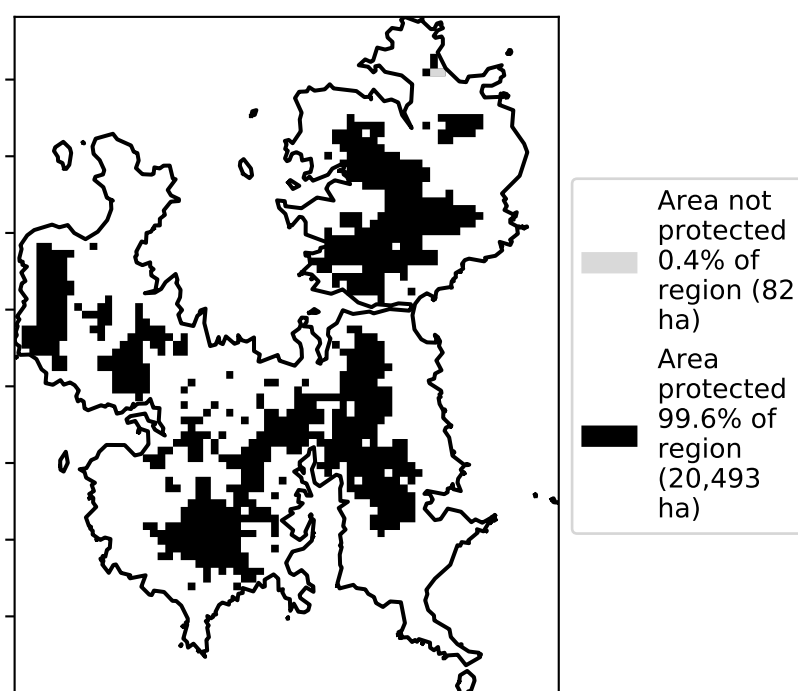 Area not
protected
0.4% of
region (82
ha)
Area
protected
99.6% of
region
(20,493
ha)